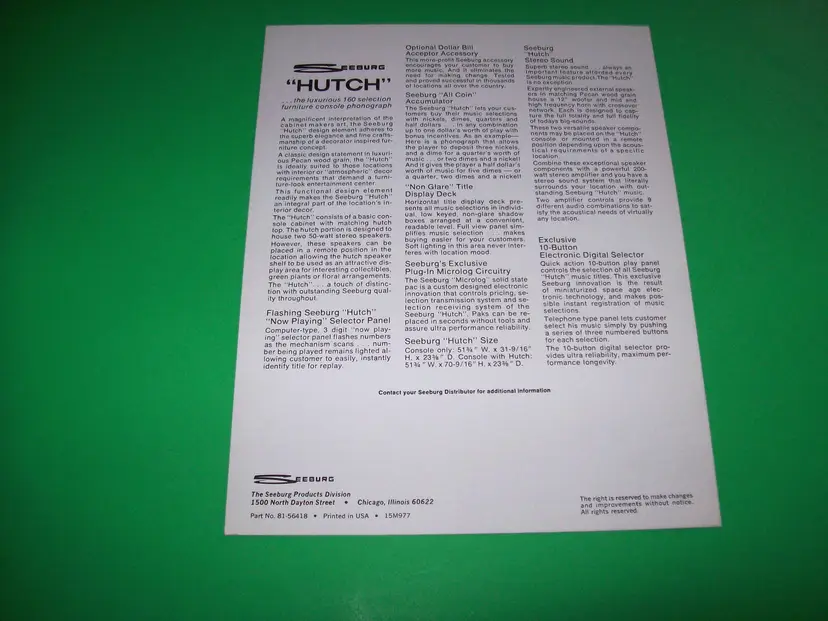 SEEBURG
"HUTCH"
. . . the luxurious 160 selection
furniture console phonograph
A magnificent interpretation of the
cabinet makers art, the Seeburg
"Hutch" design element adheres to
the superb elegance and fine crafts-
manship of a decorator inspired fur-
niture concept.
A classic design statement in luxuri-
ous Pecan wood grain, the "Hutch"
is ideally suited to those locations
with interior or "atmospheric" decor
requirements that demand a furni-
ture-look entertainment center.
This functional design element
readily makes the Seeburg "Hutch"
an integral part of the location's in-
terior decor.
The "Hutch" consists of a basic con-
sole cabinet with matching hutch
top. The hutch portion is designed to
house two 50-watt stereo speakers.
However, these speakers can be
placed in a remote position in the
location allowing the hutch speaker
shelf to be used as an attractive dis-
play area for interesting collectibles,
green plants or floral arrangements.
The "Hutch" . . . a touch of distinc-
tion with outstanding Seeburg qual-
ity throughout.
Flashing Seeburg "Hutch"
"Now Playing" Selector Panel
Computer-type, 3 digit "now play-
ing" selector panel flashes numbers
as the mechanism scans . . . num-
ber being played remains lighted al-
lowing customer to easily, instantly
identify title for replay.
Optional Dollar Bill
Acceptor Accessory
This more-profit Seeburg accessory
encourages your customer to buy
more music. And it eliminates the
need for making change. Tested
and proved successful in thousands
of locations all over the country.
Seeburg "All Coin"
Accumulator
The Seeburg "Hutch" lets your cus-
tomers buy their music selections
with nickels, dimes, quarters and
half dollars . . . in any combination
up to one dollar's worth of play with
bonus incentives. As an example—
Here is a phonograph that allows
the player to deposit three nickels,
and a dime for a quarter's worth of
music . . . or two dimes and a nickel!
And it gives the player a half dollar's
worth of music for five dimes — or
a quarter, two dimes and a nickel!
"Non Glare" Title
Display Deck
Horizontal title display deck pre-
sents all music selections in individ-
ual, low keyed, non-glare shadow
boxes arranged at a convenient,
readable level. Full view panel sim-
plifies music selection . . . makes
buying easier for your customers.
Soft lighting in this area never inter-
feres with location mood.
Seeburg's Exclusive
Plug-In Microlog Circuitry
The Seeburg "Microlog" solid state
pac is a custom designed electronic
innovation that controls pricing, se-
lection transmission system and se-
lection receiving system of the
Seeburg "Hutch". Paks can be re-
placed in seconds without tools and
assure ultra performance reliability.
Seeburg "Hutch" Size
Console only: 51¾" W. x 31-9/16"
H. x 23⅜" D. Console with Hutch:
51¾" W. x 70-9/16" H. x 23⅜" D.
Seeburg
"Hutch"
Stereo Sound
Superb stereo sound . . . always an
important feature afforded every
Seeburg music product. The "Hutch"
is no exception.
Expertly engineered external speak-
ers in matching Pecan wood grain
house a 12" woofer and mid and
high frequency horn with crossover
network. Each is designed to cap-
ture the full tonality and full fidelity
of todays big-sounds.
These two versatile speaker compo-
nents may be placed on the "Hutch"
console or mounted in a remote
position depending upon the acous-
tical requirements of a specific
location.
Combine these exceptional speaker
components with a powerful 200-
watt stereo amplifier and you have a
stereo sound system that literally
surrounds your location with out-
standing Seeburg "Hutch" music.
Two amplifier controls provide 9
different audio combinations to sat-
isfy the acoustical needs of virtually
any location.
Exclusive
10-Button
Electronic Digital Selector
Quick action 10-button play panel
controls the selection of all Seeburg
"Hutch" music titles. This exclusive
Seeburg innovation is the result
of miniaturized space age elec-
tronic technology, and makes pos-
sible instant registration of music
selections.
Telephone type panel lets customer
select his music simply by pushing
a series of three numbered buttons
for each selection.
The 10-button digital selector pro-
vides ultra reliability, maximum per-
formance longevity.
Contact your Seeburg Distributor for additional information
SEEBURG
The Seeburg Products Division
1500 North Dayton Street • Chicago, Illinois 60622
Part No. 81-56418 • Printed in USA • 15M977
The right is reserved to make changes
and improvements without notice.
All rights reserved.